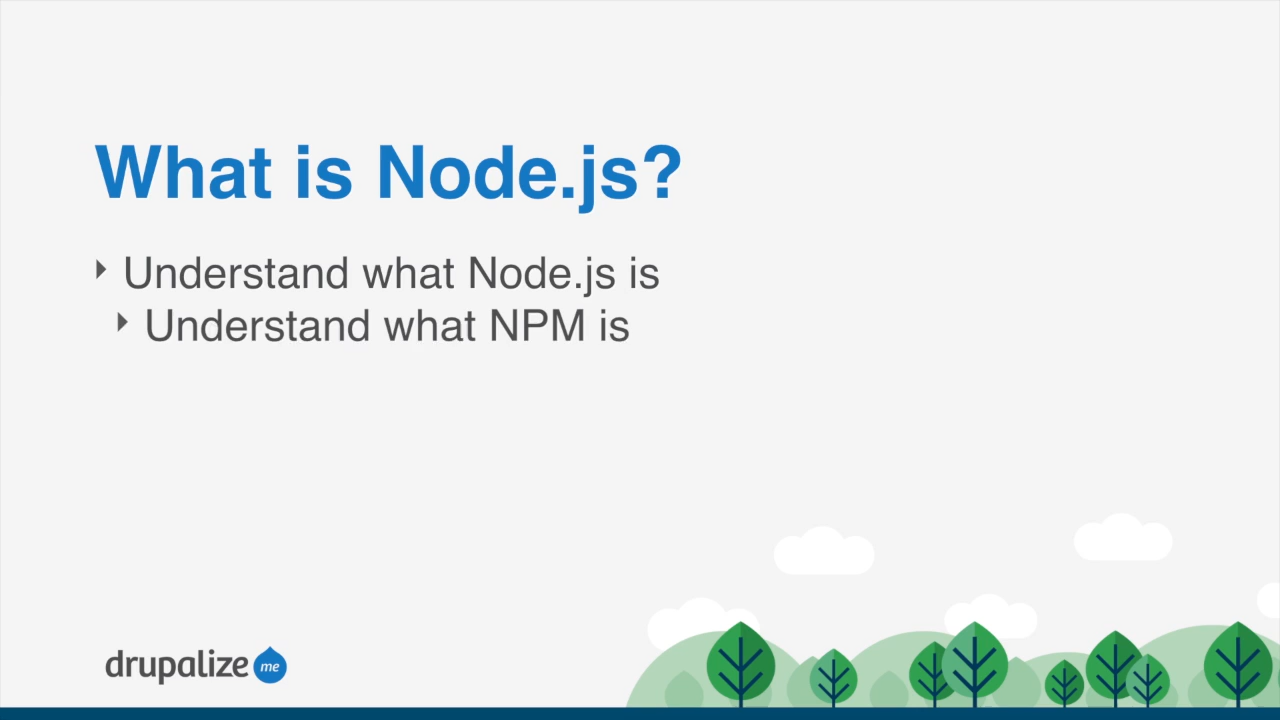 What is Node.js?
Understand what Node.js is
Understand what NPM is
drupalize me